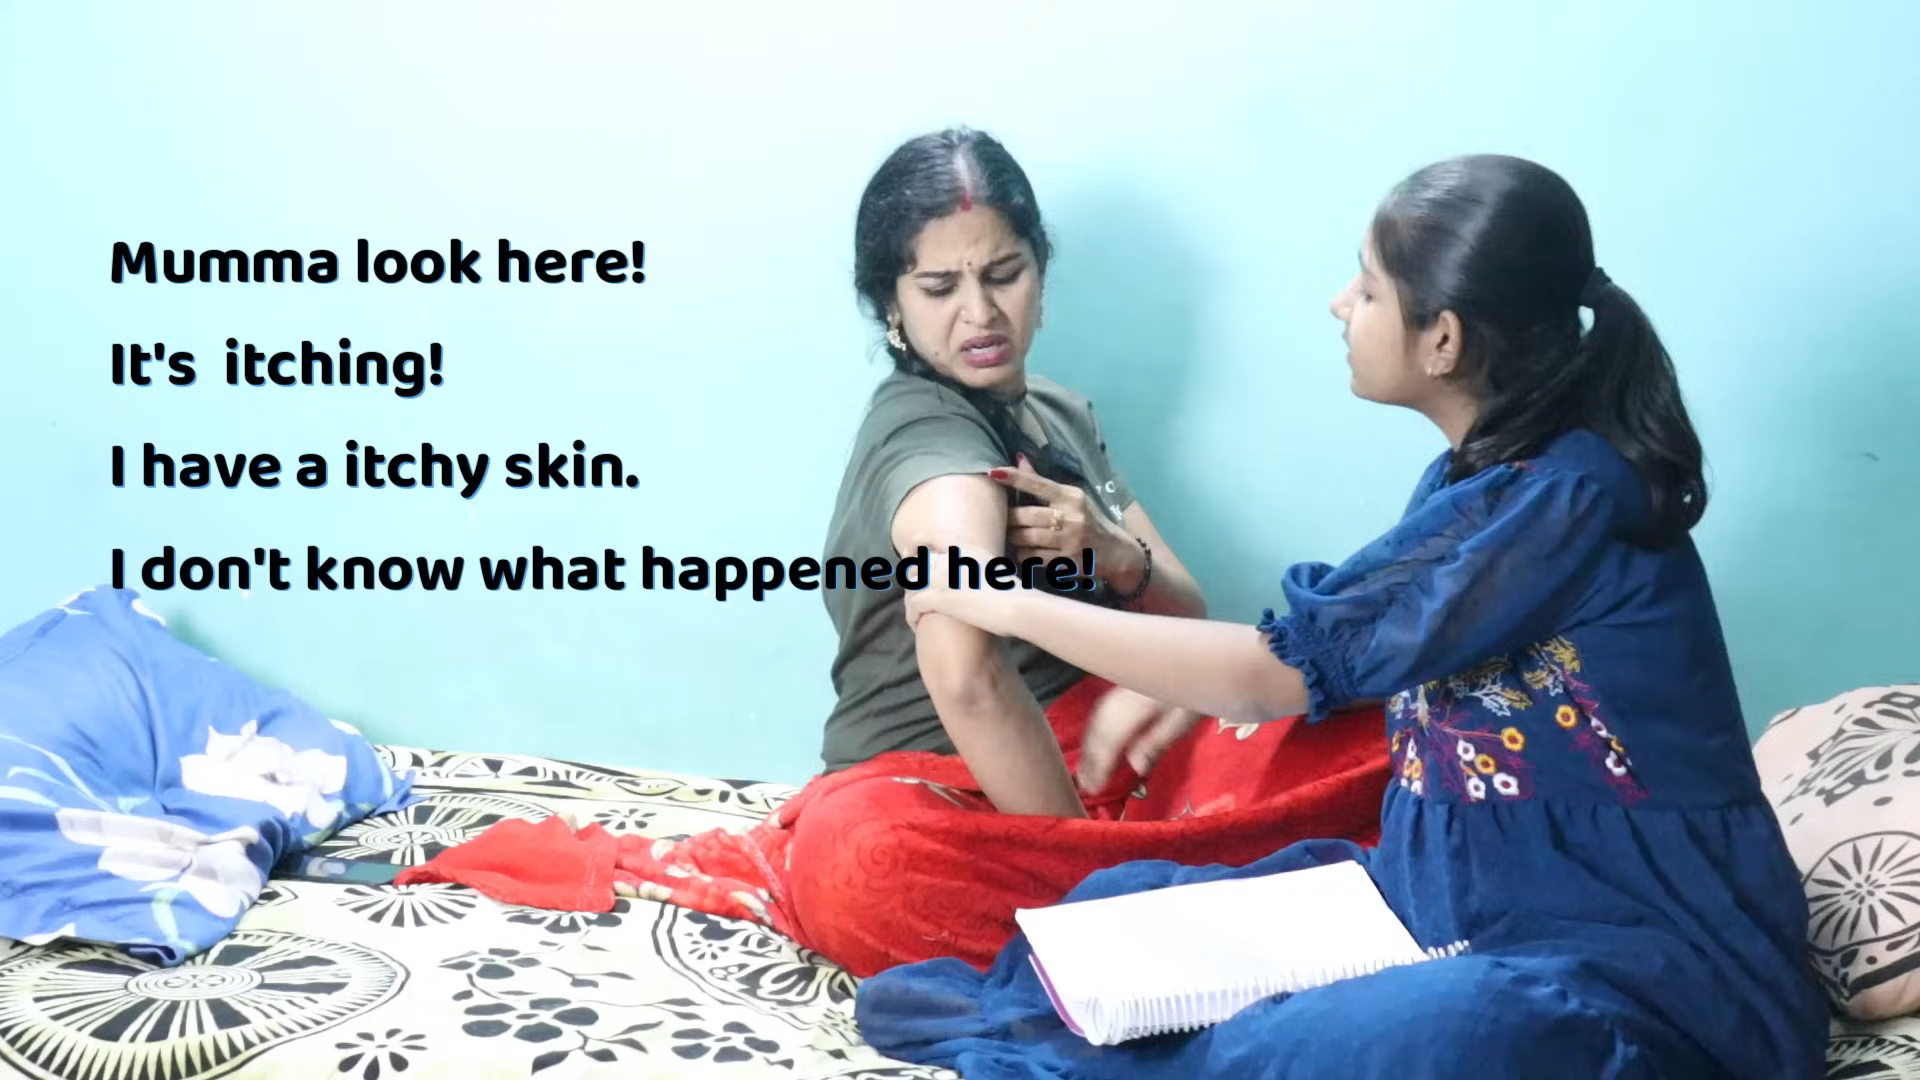 Mumma look here!
It's itching!
I have a itchy skin.
I don't know what happened here!